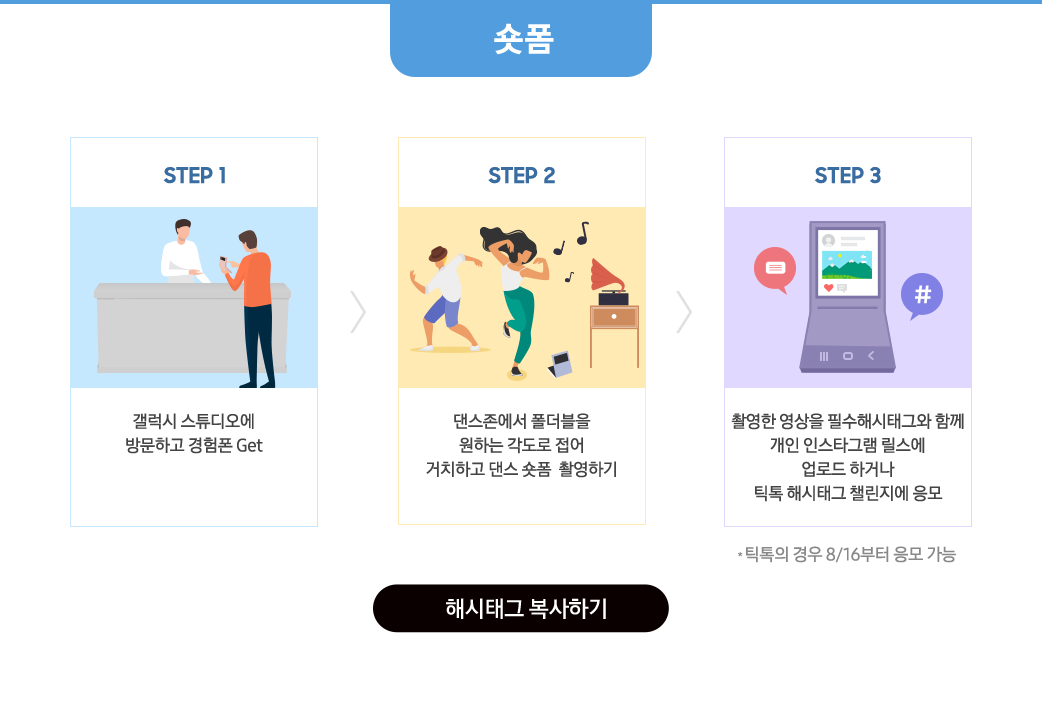 숏폼
STEP 1
갤럭시 스튜디오에
방문하고 경험폰 Get
STEP 2
댄스존에서 폴더블을
원하는 각도로 접어
거치하고 댄스 숏폼 촬영하기
STEP 3
#
촬영한 영상을 필수해시태그와 함께
개인 인스타그램 릴스에
업로드 하거나
틱톡 해시태그 챌린지에 응모
*틱톡의 경우 8/16부터 응모 가능
해시태그 복사하기